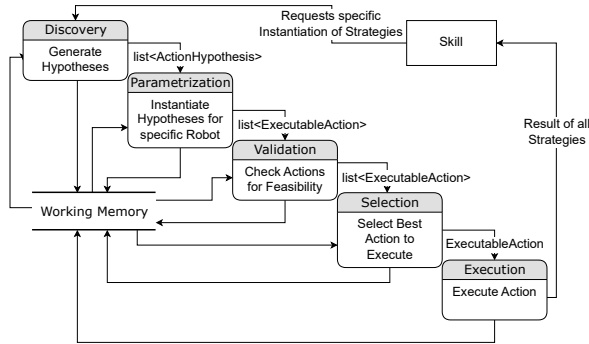 Requests specific
Instantiation of Strategies
Skill
Discovery
Generate
Hypotheses
list<ActionHypothesis>
Parametrization
Instantiate
Hypotheses for
specific Robot
list<ExecutableAction>
Validation
Check Actions
for Feasibility
list<ExecutableAction>
Result of all
Strategies
Working Memory
Selection
Select Best
Action to
Execute
ExecutableAction
Execution
Execute Action